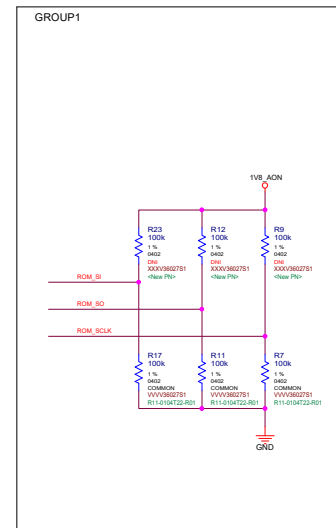 GROUP1
1V8_AON
R23
100k
1 %
0402
DNI
XXXV36027S1
<New PN>
R12
100k
1 %
0402
DNI
XXXV36027S1
<New PN>
R9
100k
1 %
0402
DNI
XXXV36027S1
<New PN>
ROM_SI
ROM_SO
ROM_SCLK
R17
100k
1 %
0402
COMMON
VVVV36027S1
R11-0104T22-R01
R11
100k
1 %
0402
COMMON
VVVV36027S1
R11-0104T22-R01
R7
100k
1 %
0402
COMMON
VVVV36027S1
R11-0104T22-R01
GND